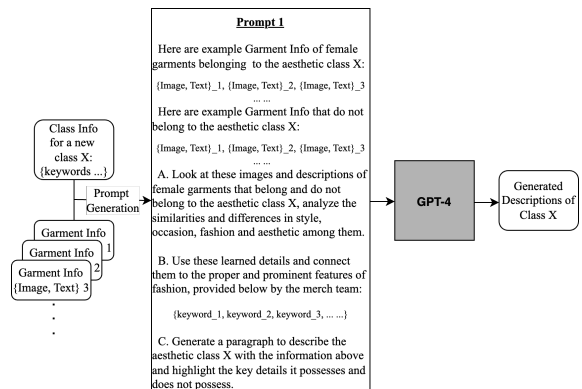 Prompt 1
Here are example Garment Info of female
garments belonging to the aesthetic class X:
{Image, Text}_1, {Image, Text}_2, {Image, Text}_3
... ...
Here are example Garment Info that do not
belong to the aesthetic class X:
{Image, Text}_1, {Image, Text}_2, {Image, Text}_3
... ...
A. Look at these images and descriptions of
female garments that belong and do not
belong to the aesthetic class X, analyze the
similarities and differences in style,
occasion, fashion and aesthetic among them.
B. Use these learned details and connect
them to the proper and prominent features of
fashion, provided below by the merch team:
{keyword_1, keyword_2, keyword_3, ... ...}
C. Generate a paragraph to describe the
aesthetic class X with the information above
and highlight the key details it possesses and
does not possess.
Class Info
for a new
class X:
{keywords ...}
Prompt
Generation
Garment Info
1
Garment Info
2
Garment Info
{Image, Text} 3
GPT-4
Generated
Descriptions of
Class X